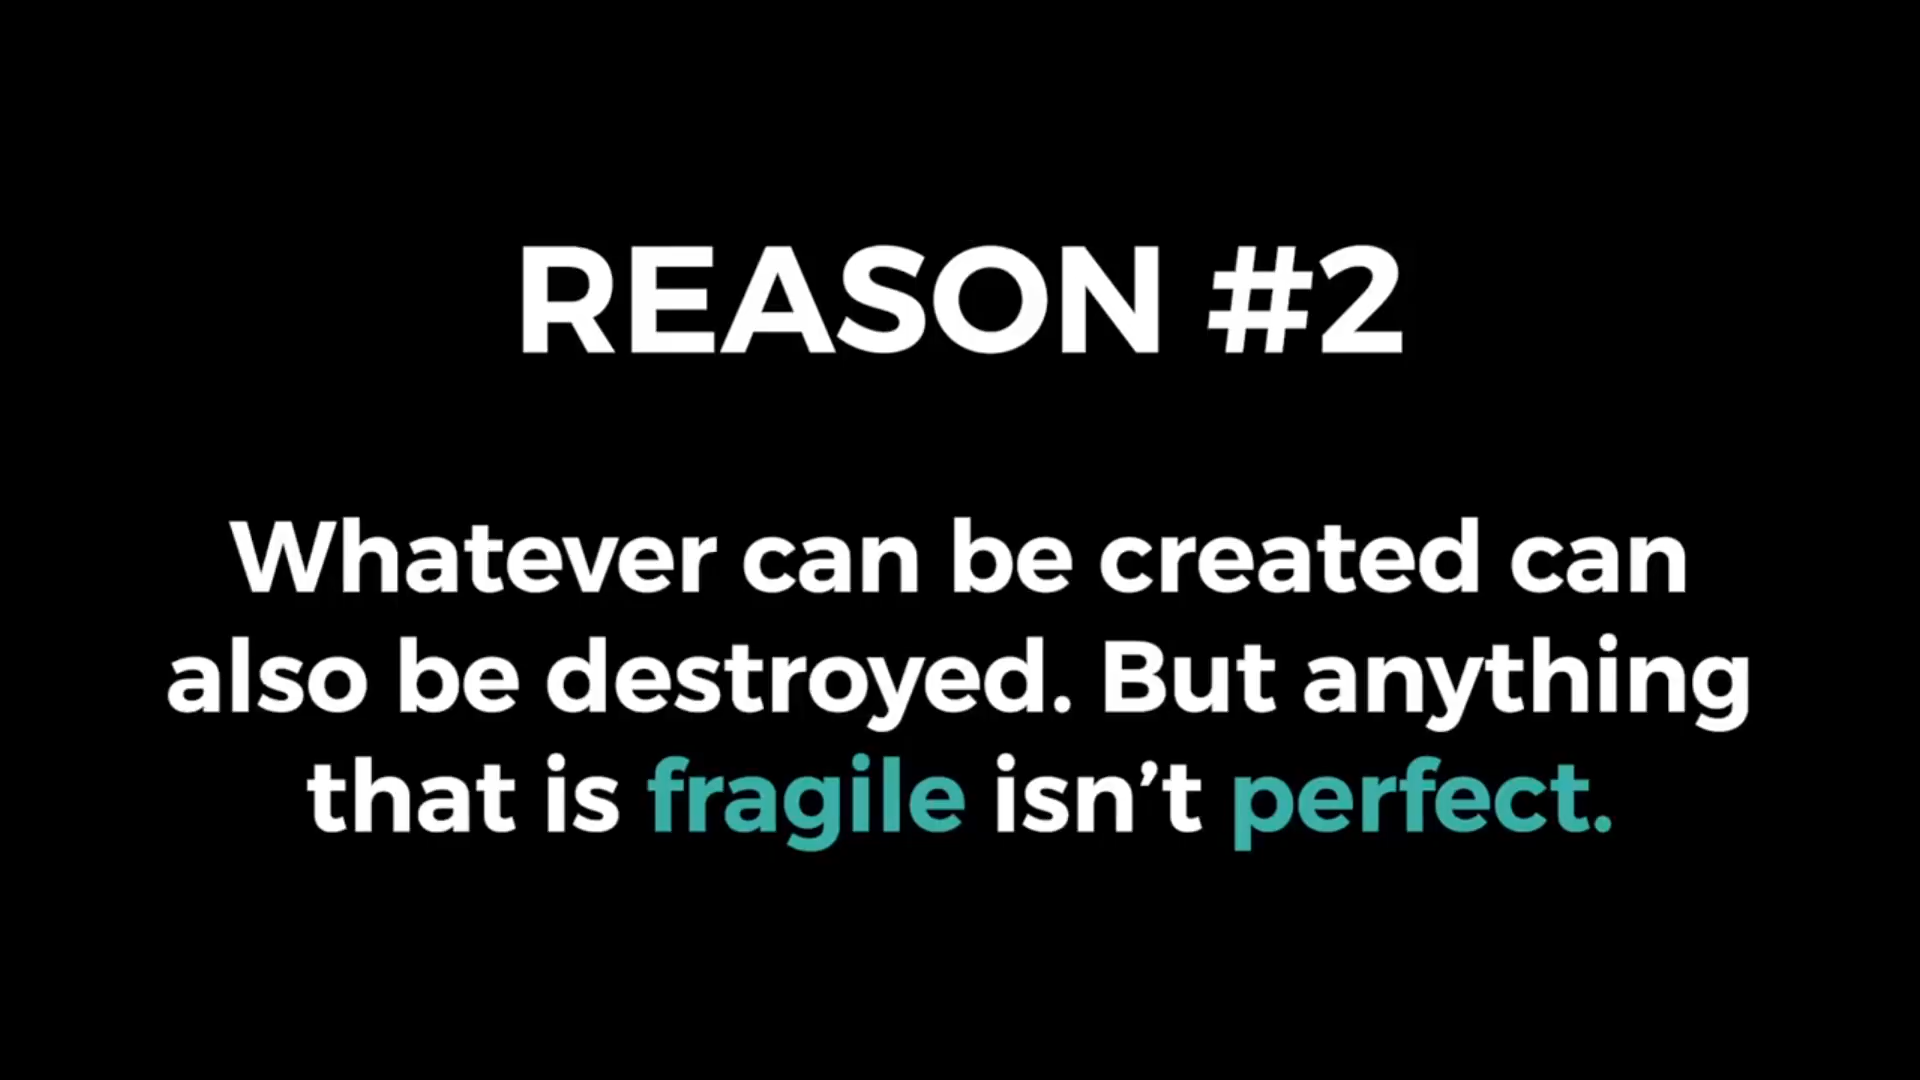 REASON #2
Whatever can be created can
also be destroyed. But anything
that is fragile isn’t perfect.